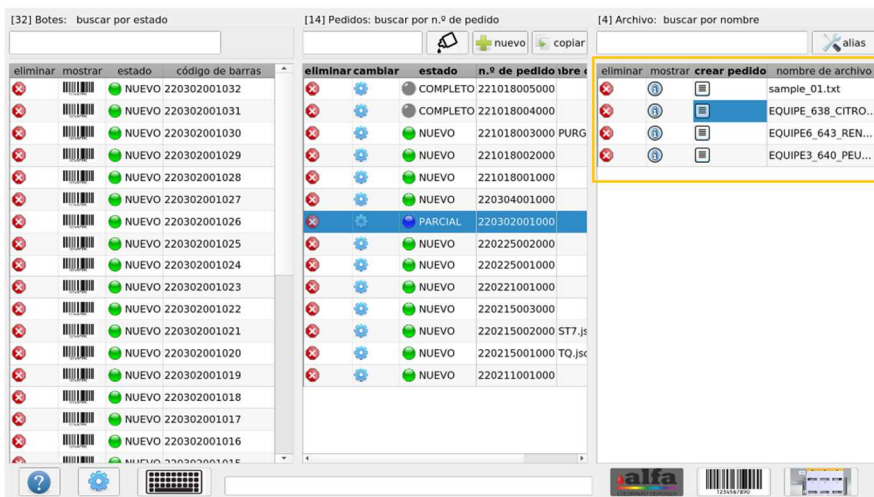 [32] Botes: buscar por estado
[14] Pedidos: buscar por n.º de pedido
nuevo
copiar
[4] Archivo: buscar por nombre
alias
eliminar mostrar estado código de barras
NUEVO 220302001032
NUEVO 220302001031
NUEVO 220302001030
NUEVO 220302001029
NUEVO 220302001028
NUEVO 220302001027
NUEVO 220302001026
NUEVO 220302001025
NUEVO 220302001024
NUEVO 220302001023
NUEVO 220302001022
NUEVO 220302001021
NUEVO 220302001020
NUEVO 220302001019
NUEVO 220302001018
NUEVO 220302001017
NUEVO 220302001016
NUEVO 220302001015
eliminar cambiar estado n.º de pedido
COMPLETO 221018005000
COMPLETO 221018004000
NUEVO 221018003000 PURG
NUEVO 221018002000
NUEVO 221018001000
NUEVO 220304001000
PARCIAL 220302001000
NUEVO 220225002000
NUEVO 220225001000
NUEVO 220221001000
NUEVO 220215003000
NUEVO 220215002000 ST7.js
NUEVO 220215001000 TQ.jso
NUEVO 220211001000
eliminar mostrar crear pedido nombre de archivo
sample_01.txt
EQUIPE_638_CITRO...
EQUIPE6_643_REN...
EQUIPE3_640_PEU...
?
alfa
1234567890